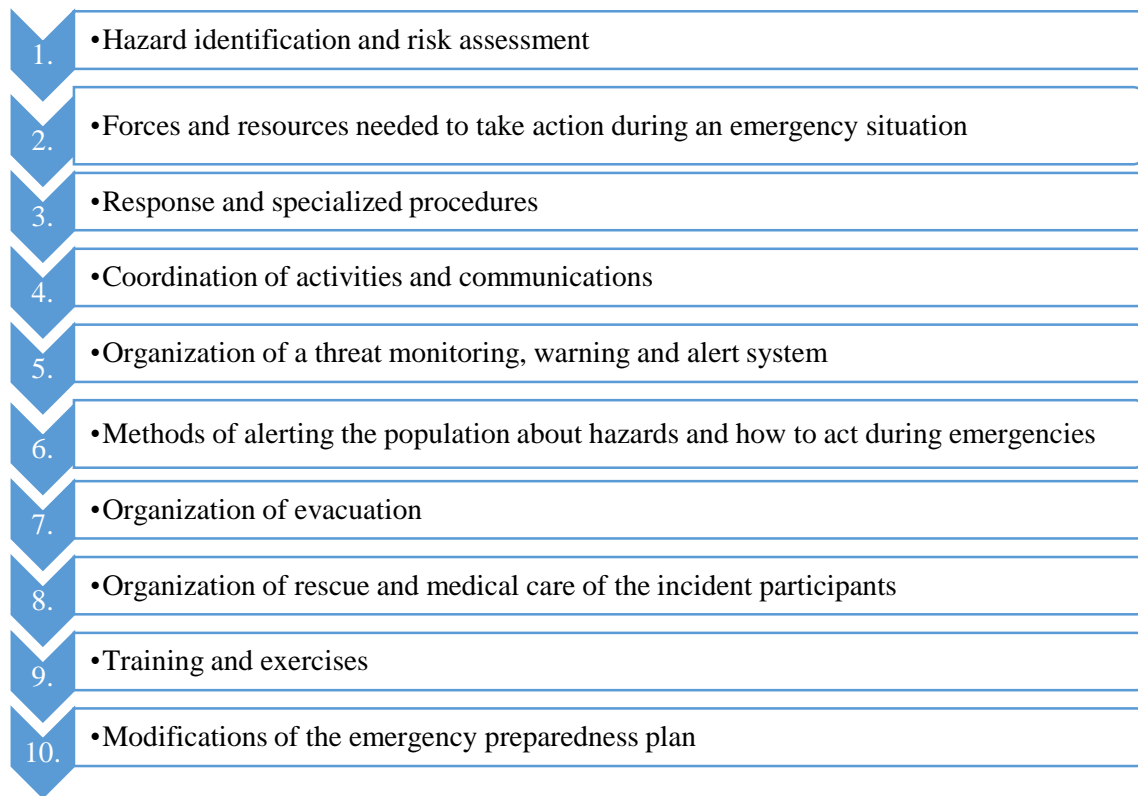 1. •Hazard identification and risk assessment
2. •Forces and resources needed to take action during an emergency situation
3. •Response and specialized procedures
4. •Coordination of activities and communications
5. •Organization of a threat monitoring, warning and alert system
6. •Methods of alerting the population about hazards and how to act during emergencies
7. •Organization of evacuation
8. •Organization of rescue and medical care of the incident participants
9. •Training and exercises
10. •Modifications of the emergency preparedness plan